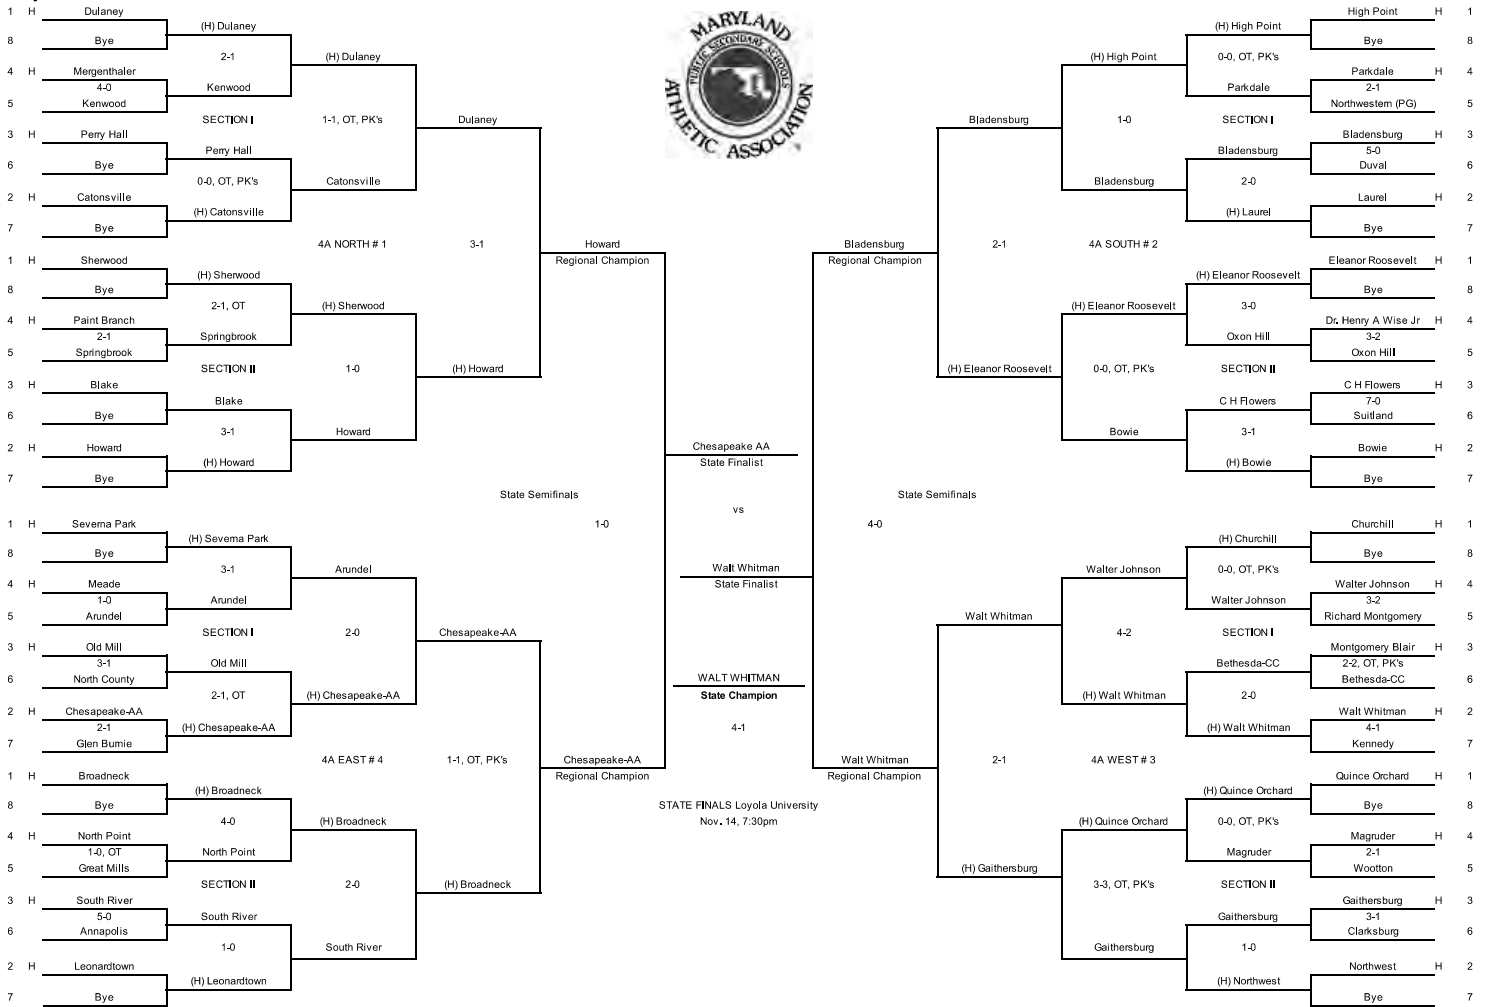 MARYLAND
PUBLIC SECONDARY SCHOOLS
ATHLETIC ASSOCIATION
1 H Dulaney
8 Bye
(H) Dulaney
2-1
4 H Mergenthaler
4-0
5 Kenwood
Kenwood
(H) Dulaney
SECTION I
1-1, OT, PK's
3 H Perry Hall
6 Bye
Perry Hall
0-0, OT, PK's
2 H Catonsville
7 Bye
(H) Catonsville
Catonsville
Dulaney
4A NORTH # 1
3-1
1 H Sherwood
8 Bye
(H) Sherwood
2-1, OT
4 H Paint Branch
2-1
5 Springbrook
Springbrook
(H) Sherwood
SECTION II
1-0
3 H Blake
6 Bye
Blake
3-1
2 H Howard
7 Bye
(H) Howard
Howard
(H) Howard
Howard
Regional Champion
State Semifinals
1-0
1 H Severna Park
8 Bye
(H) Severna Park
3-1
4 H Meade
1-0
5 Arundel
Arundel
Arundel
SECTION I
2-0
3 H Old Mill
3-1
6 North County
Old Mill
2-1, OT
2 H Chesapeake-AA
2-1
7 Glen Burnie
(H) Chesapeake-AA
(H) Chesapeake-AA
Chesapeake-AA
4A EAST # 4
1-1, OT, PK's
1 H Broadneck
8 Bye
(H) Broadneck
4-0
4 H North Point
1-0, OT
5 Great Mills
North Point
(H) Broadneck
SECTION II
2-0
3 H South River
5-0
6 Annapolis
South River
1-0
2 H Leonardtown
7 Bye
(H) Leonardtown
South River
(H) Broadneck
Chesapeake-AA
Regional Champion
Chesapeake AA
State Finalist
vs
Walt Whitman
State Finalist
WALT WHITMAN
State Champion
4-1
STATE FINALS Loyola University
Nov. 14, 7:30pm
High Point H 1
Bye 8
(H) High Point
0-0, OT, PK's
Parkdale H 4
2-1
Northwestern (PG) 5
Parkdale
(H) High Point
SECTION I
1-0
Bladensburg H 3
5-0
Duval 6
Bladensburg
2-0
Laurel H 2
Bye 7
(H) Laurel
Bladensburg
Bladensburg
4A SOUTH # 2
2-1
Eleanor Roosevelt H 1
Bye 8
(H) Eleanor Roosevelt
3-0
Dr. Henry A Wise Jr H 4
3-2
Oxon Hill 5
Oxon Hill
(H) Eleanor Roosevelt
SECTION II
0-0, OT, PK's
C H Flowers H 3
7-0
Suitland 6
C H Flowers
3-1
Bowie H 2
Bye 7
(H) Bowie
Bowie
(H) Eleanor Roosevelt
Bladensburg
Regional Champion
State Semifinals
4-0
Churchill H 1
Bye 8
(H) Churchill
0-0, OT, PK's
Walter Johnson H 4
3-2
Richard Montgomery 5
Walter Johnson
Walter Johnson
SECTION I
4-2
Montgomery Blair H 3
2-2, OT, PK's
Bethesda-CC 6
Bethesda-CC
2-0
Walt Whitman H 2
4-1
Kennedy 7
(H) Walt Whitman
(H) Walt Whitman
Walt Whitman
4A WEST # 3
2-1
Quince Orchard H 1
Bye 8
(H) Quince Orchard
0-0, OT, PK's
Magruder H 4
2-1
Wootton 5
Magruder
(H) Quince Orchard
SECTION II
3-3, OT, PK's
Gaithersburg H 3
3-1
Clarksburg 6
Gaithersburg
1-0
Northwest H 2
Bye 7
(H) Northwest
Gaithersburg
(H) Gaithersburg
Walt Whitman
Regional Champion